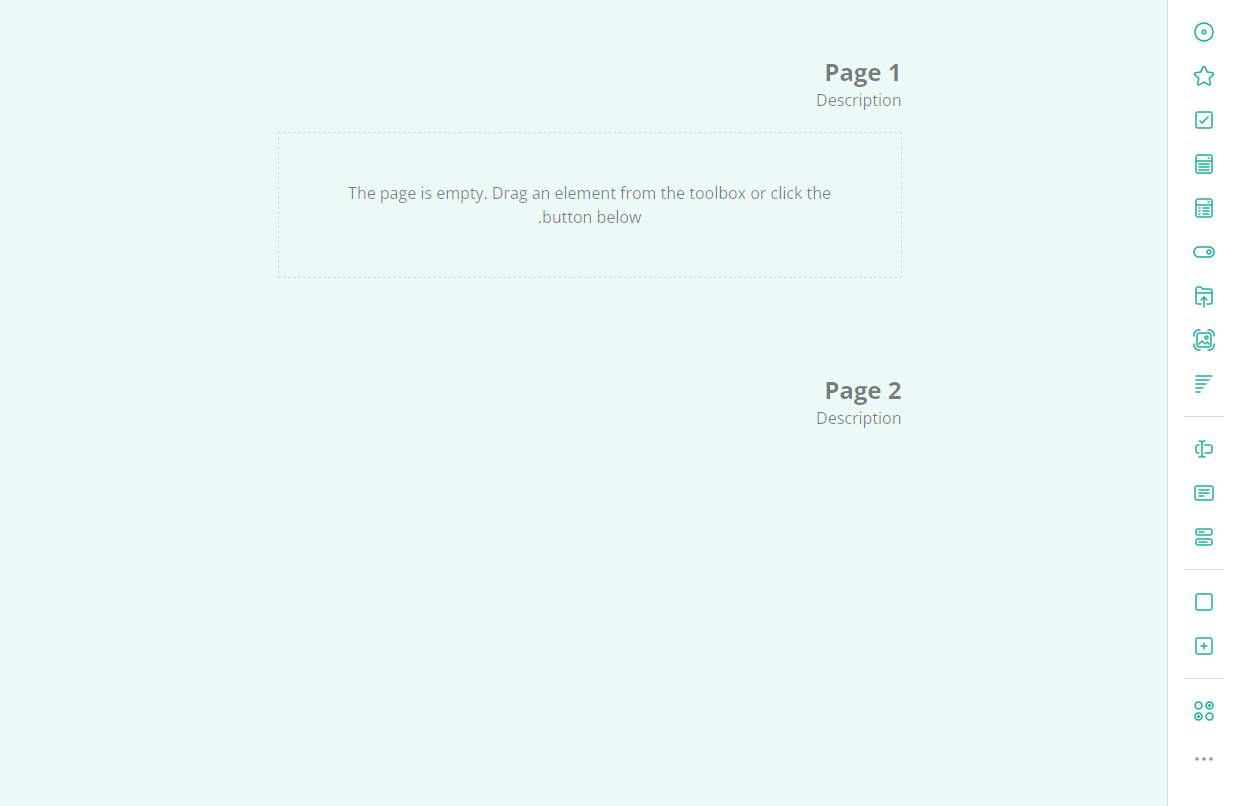 Page 1
Description
The page is empty. Drag an element from the toolbox or click the
.button below
Page 2
Description